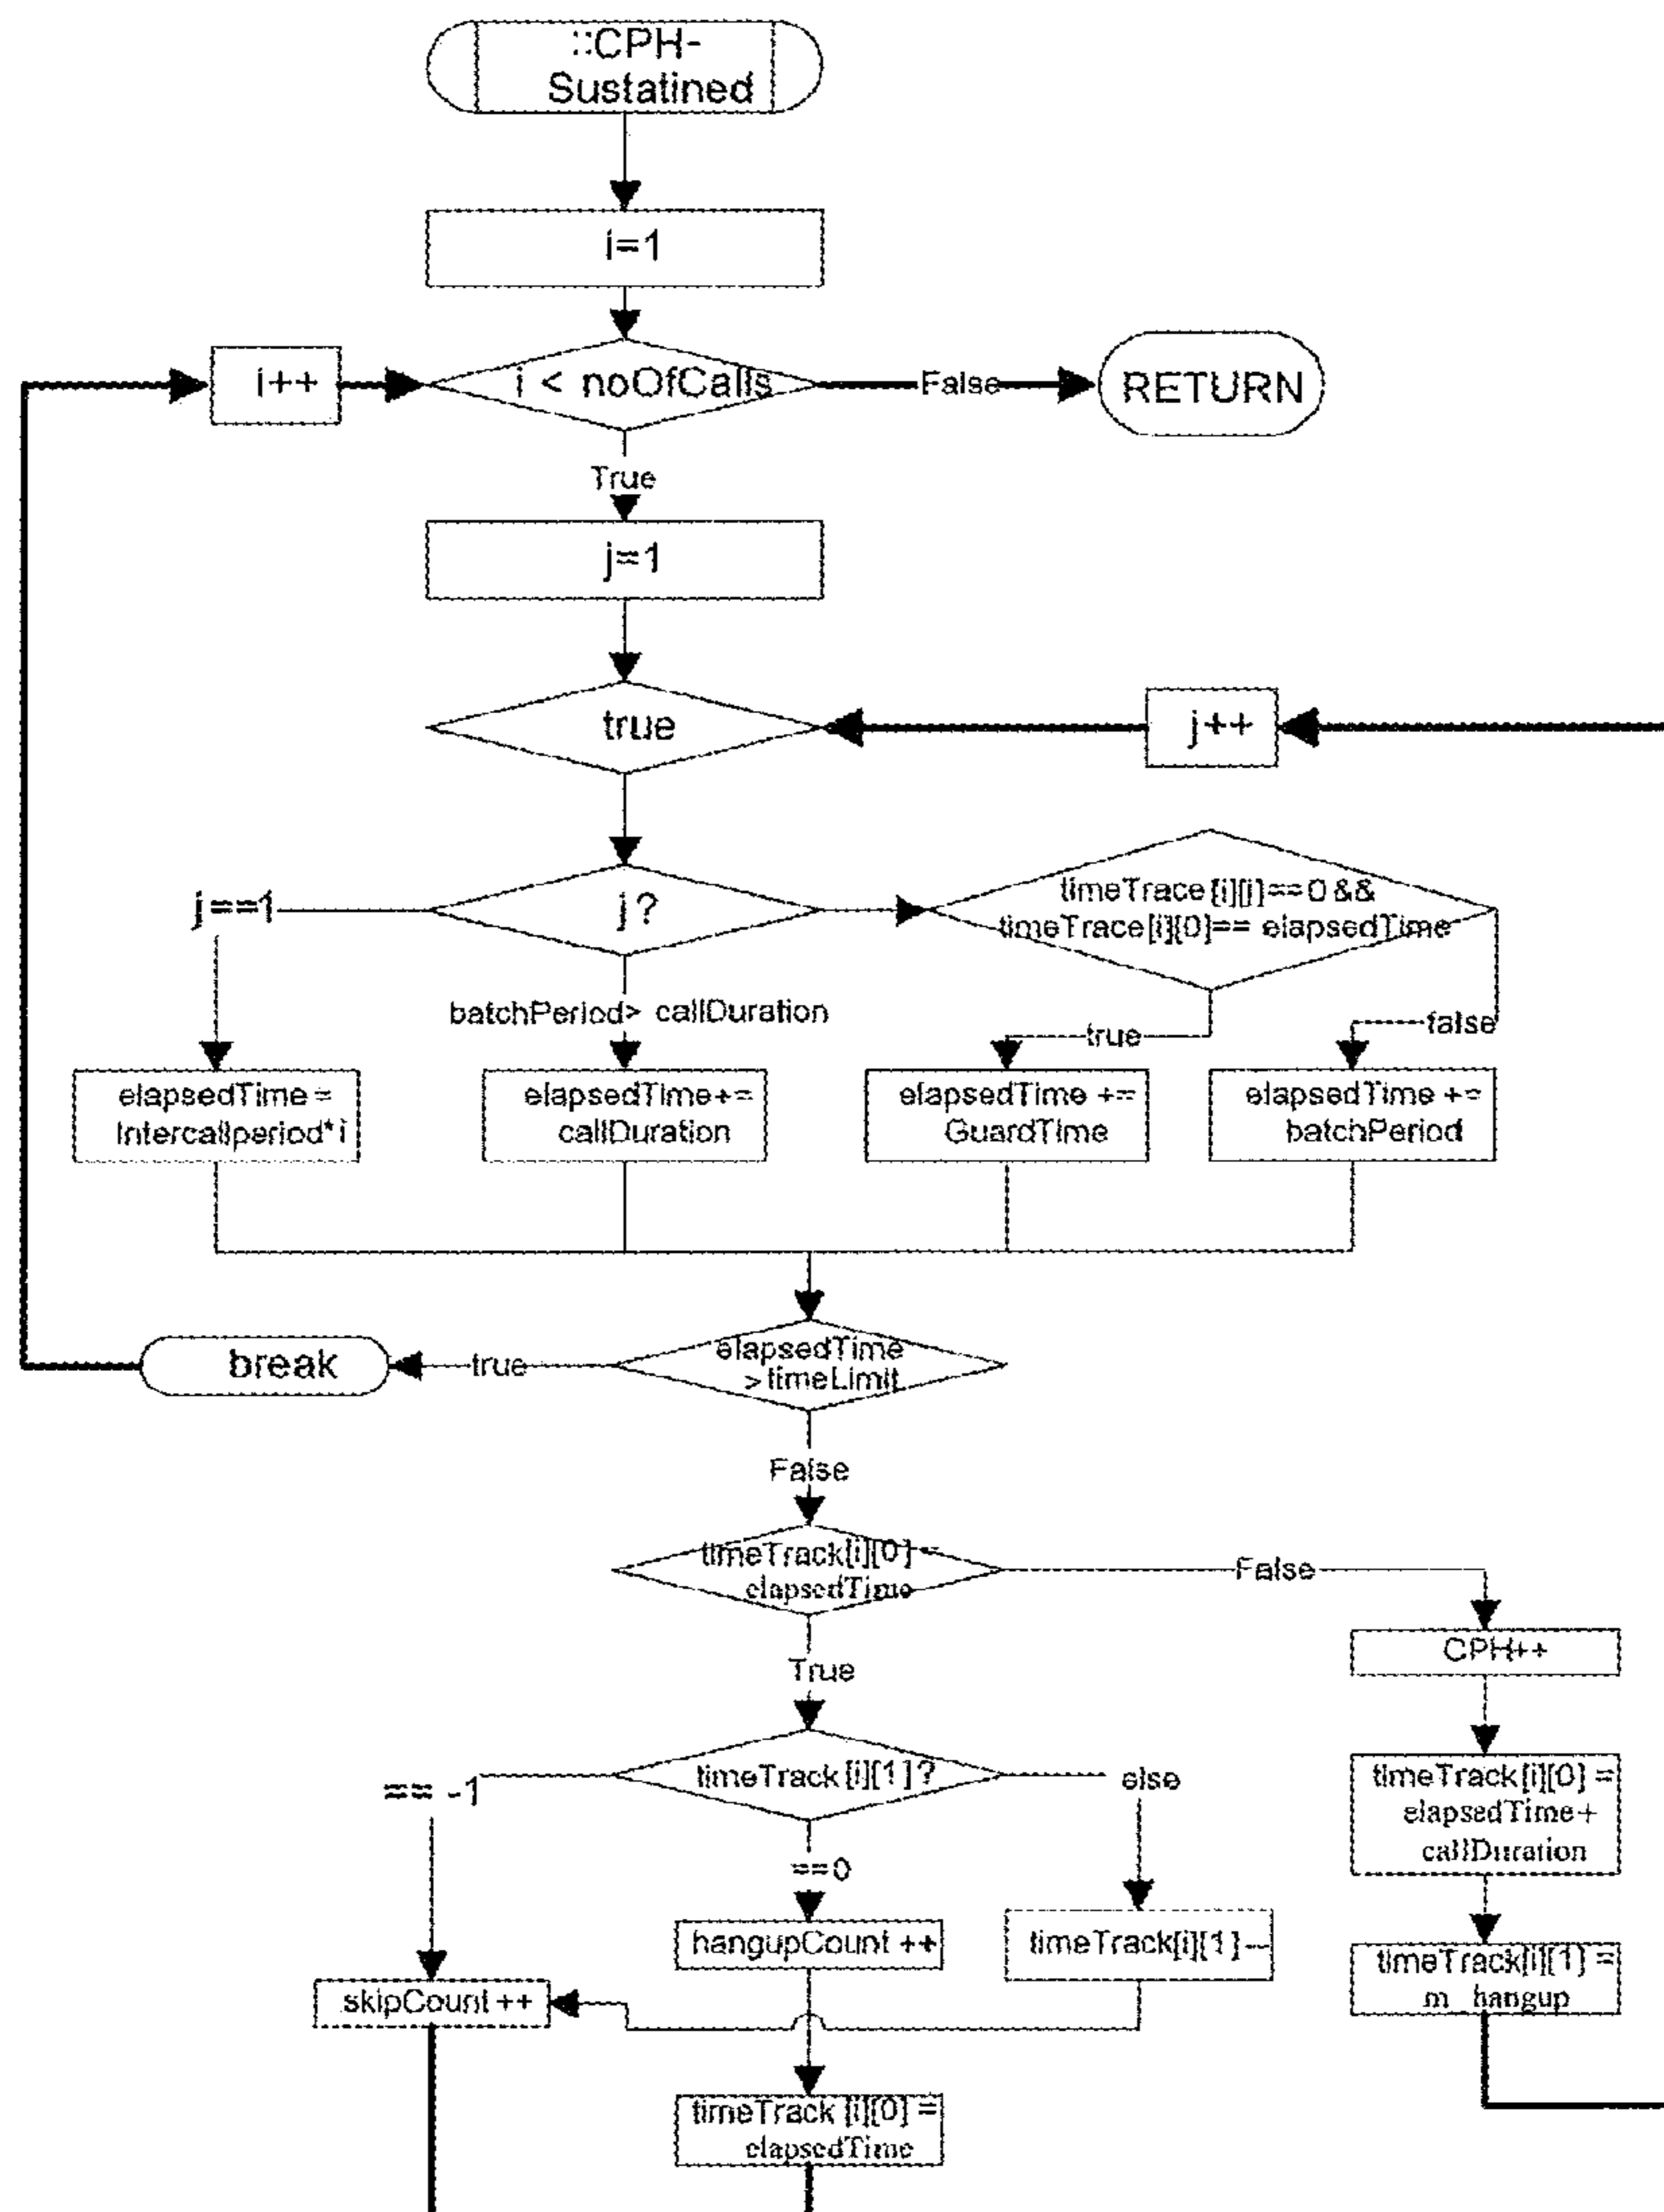 ::CPH-
Sustatined
i=1
i++
i < noOfCalls
False
RETURN
True
j=1
true
j++
j==1
j?
timeTrace[i][j]==0 &&
timeTrace[i][0]== elapsedTime
batchPeriod> callDuration
true
false
elapsedTime =
Intercallperiod*i
elapsedTime+=
callDuration
elapsedTime +=
GuardTime
elapsedTime +=
batchPeriod
break
true
elapsedTime
>timeLimit
False
timeTrack[i][0]
elapsedTime
False
CPH++
True
== -1
timeTrack[i][1]?
else
timeTrack[i][0] =
elapsedTime+
callDuration
==0
hangupCount ++
timeTrack[i][1]--
timeTrack[i][1] =
m_hangup
skipCount ++
timeTrack [i][0] =
elapsedTime